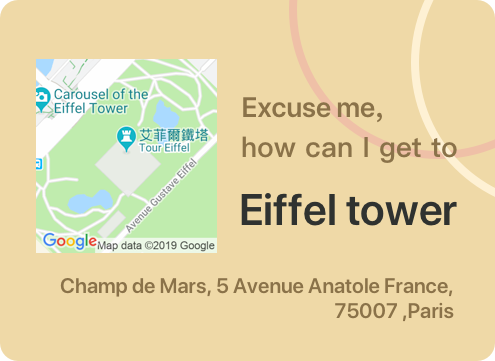 Carousel of the
Eiffel Tower
艾菲爾鐵塔
Tour Eiffel
Avenue Gustave Eiffel
Google
Map data ©2019 Google
Excuse me,
how can I get to
Eiffel tower
Champ de Mars, 5 Avenue Anatole France,
75007 ,Paris